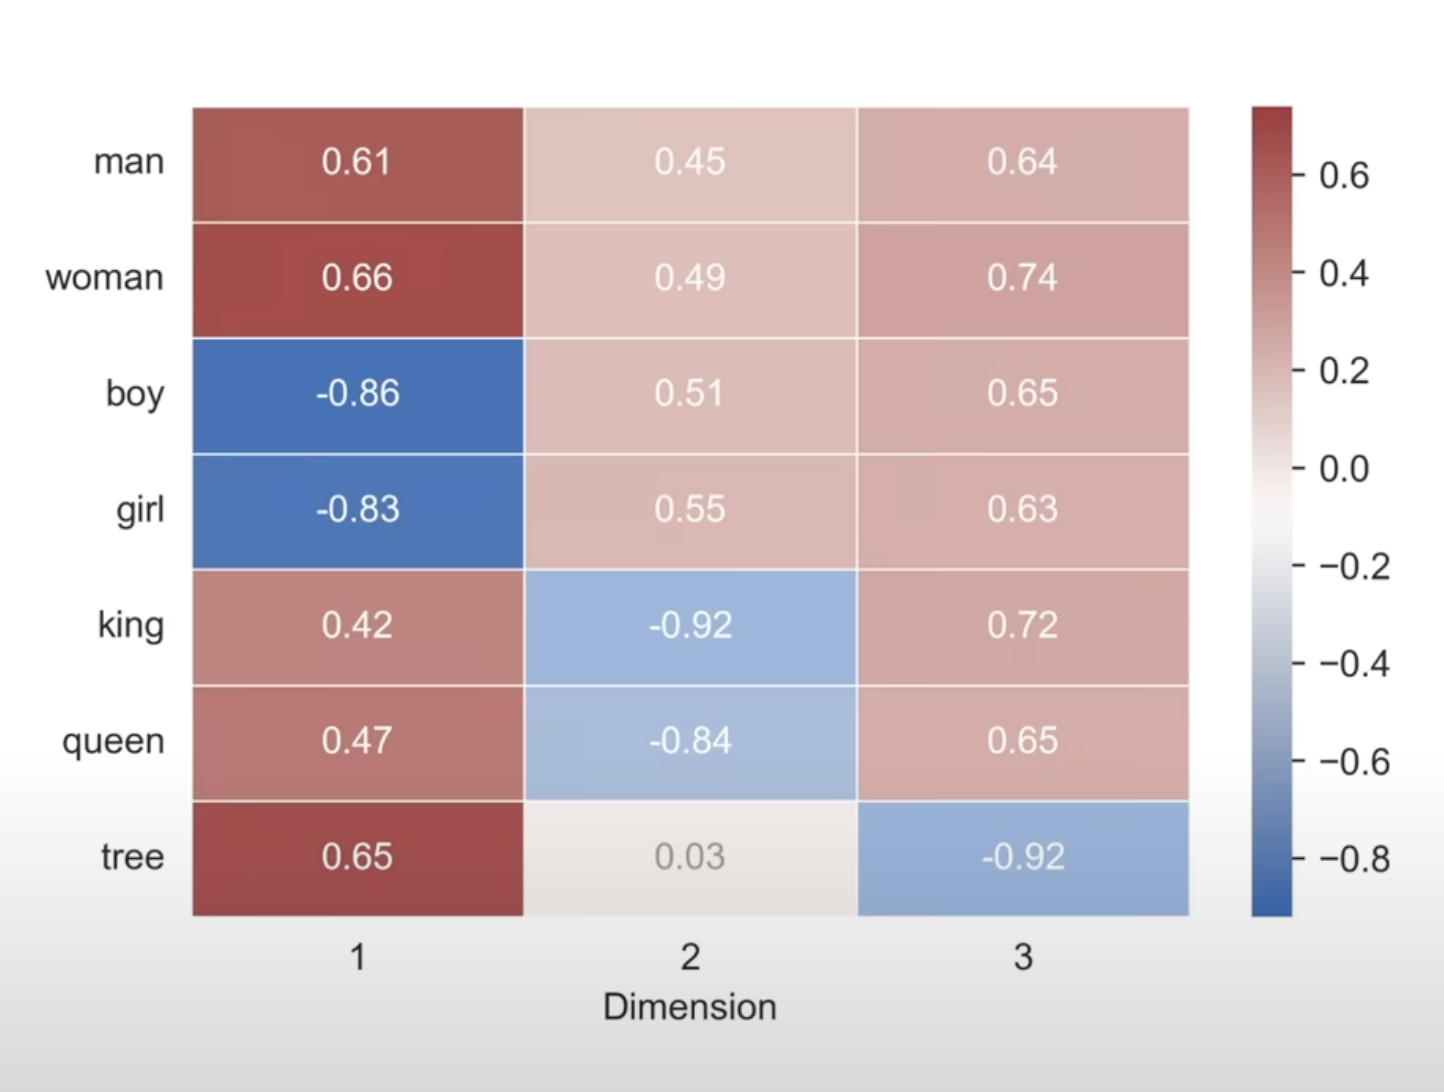 man 0.61 0.45 0.64
woman 0.66 0.49 0.74
boy -0.86 0.51 0.65
girl -0.83 0.55 0.63
king 0.42 -0.92 0.72
queen 0.47 -0.84 0.65
tree 0.65 0.03 -0.92
1 2 3
Dimension
0.6
0.4
0.2
0.0
−0.2
−0.4
−0.6
−0.8